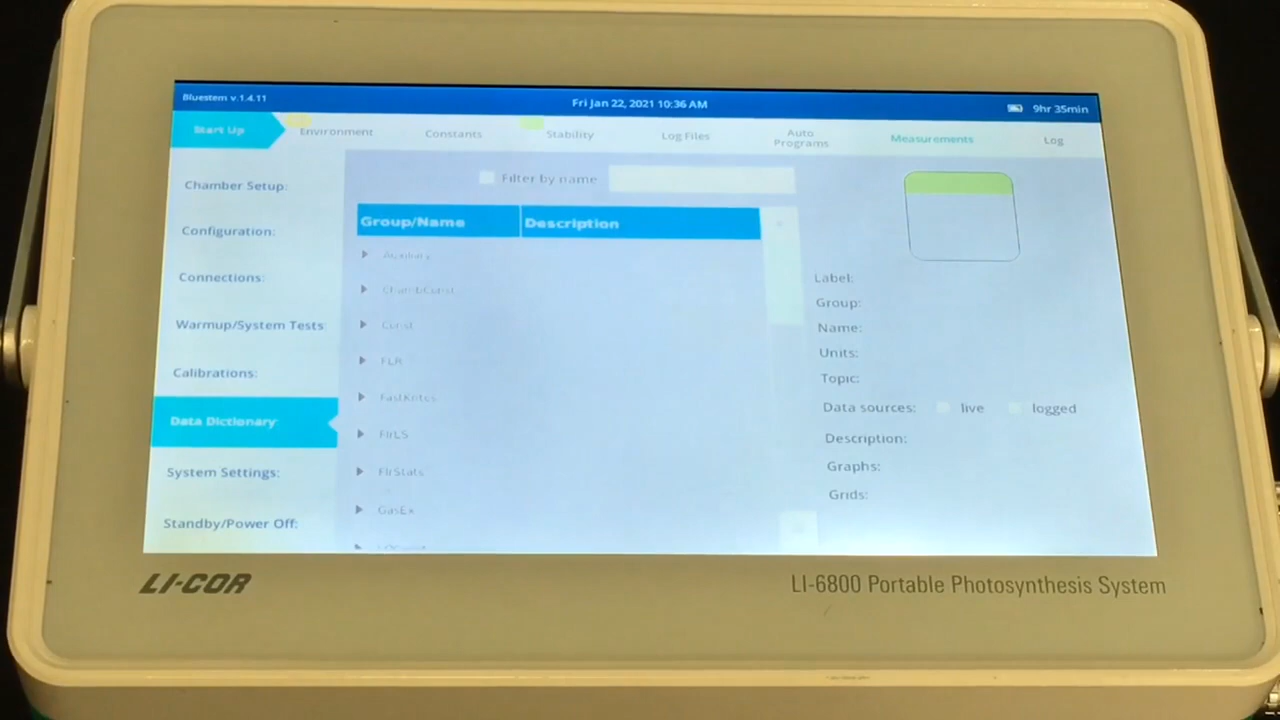 Bluestem v.1.4.11
Fri Jan 22, 2021 10:36 AM
9hr 35min
Start Up
Environment
Constants
Stability
Log Files
Auto
Programs
Measurements
Log
Chamber Setup:
Configuration:
Connections:
Warmup/System Tests
Calibrations:
Data Dictionary
System Settings:
Standby/Power Off:
Filter by name
Group/Name
Description
Auxiliary
ChambConst
Const
FLR
FlrLS
FlrStats
GasEx
Label:
Group:
Name:
Units:
Topic:
Data sources:
live
logged
Description:
Graphs:
Grids:
LI-COR
LI-6800 Portable Photosynthesis System